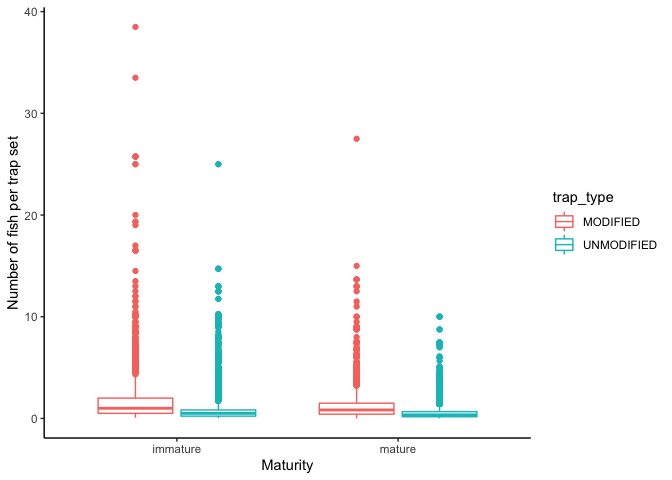 40
30
20
10
0
Number of fish per trap set
immature
mature
Maturity
trap_type
MODIFIED
UNMODIFIED